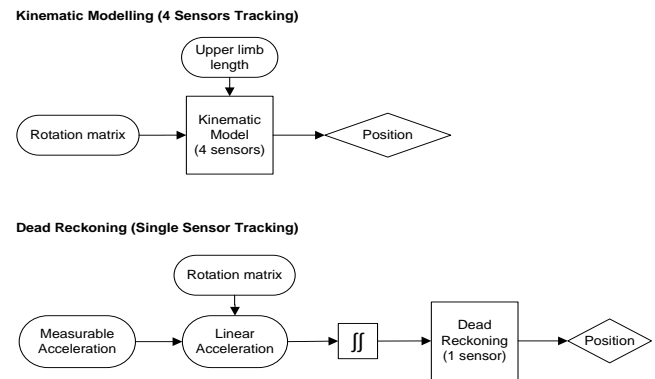 Kinematic Modelling (4 Sensors Tracking)
Upper limb
length
Rotation matrix
Kinematic
Model
(4 sensors)
Position
Dead Reckoning (Single Sensor Tracking)
Rotation matrix
Measurable
Acceleration
Linear
Acceleration
∫∫
Dead
Reckoning
(1 sensor)
Position